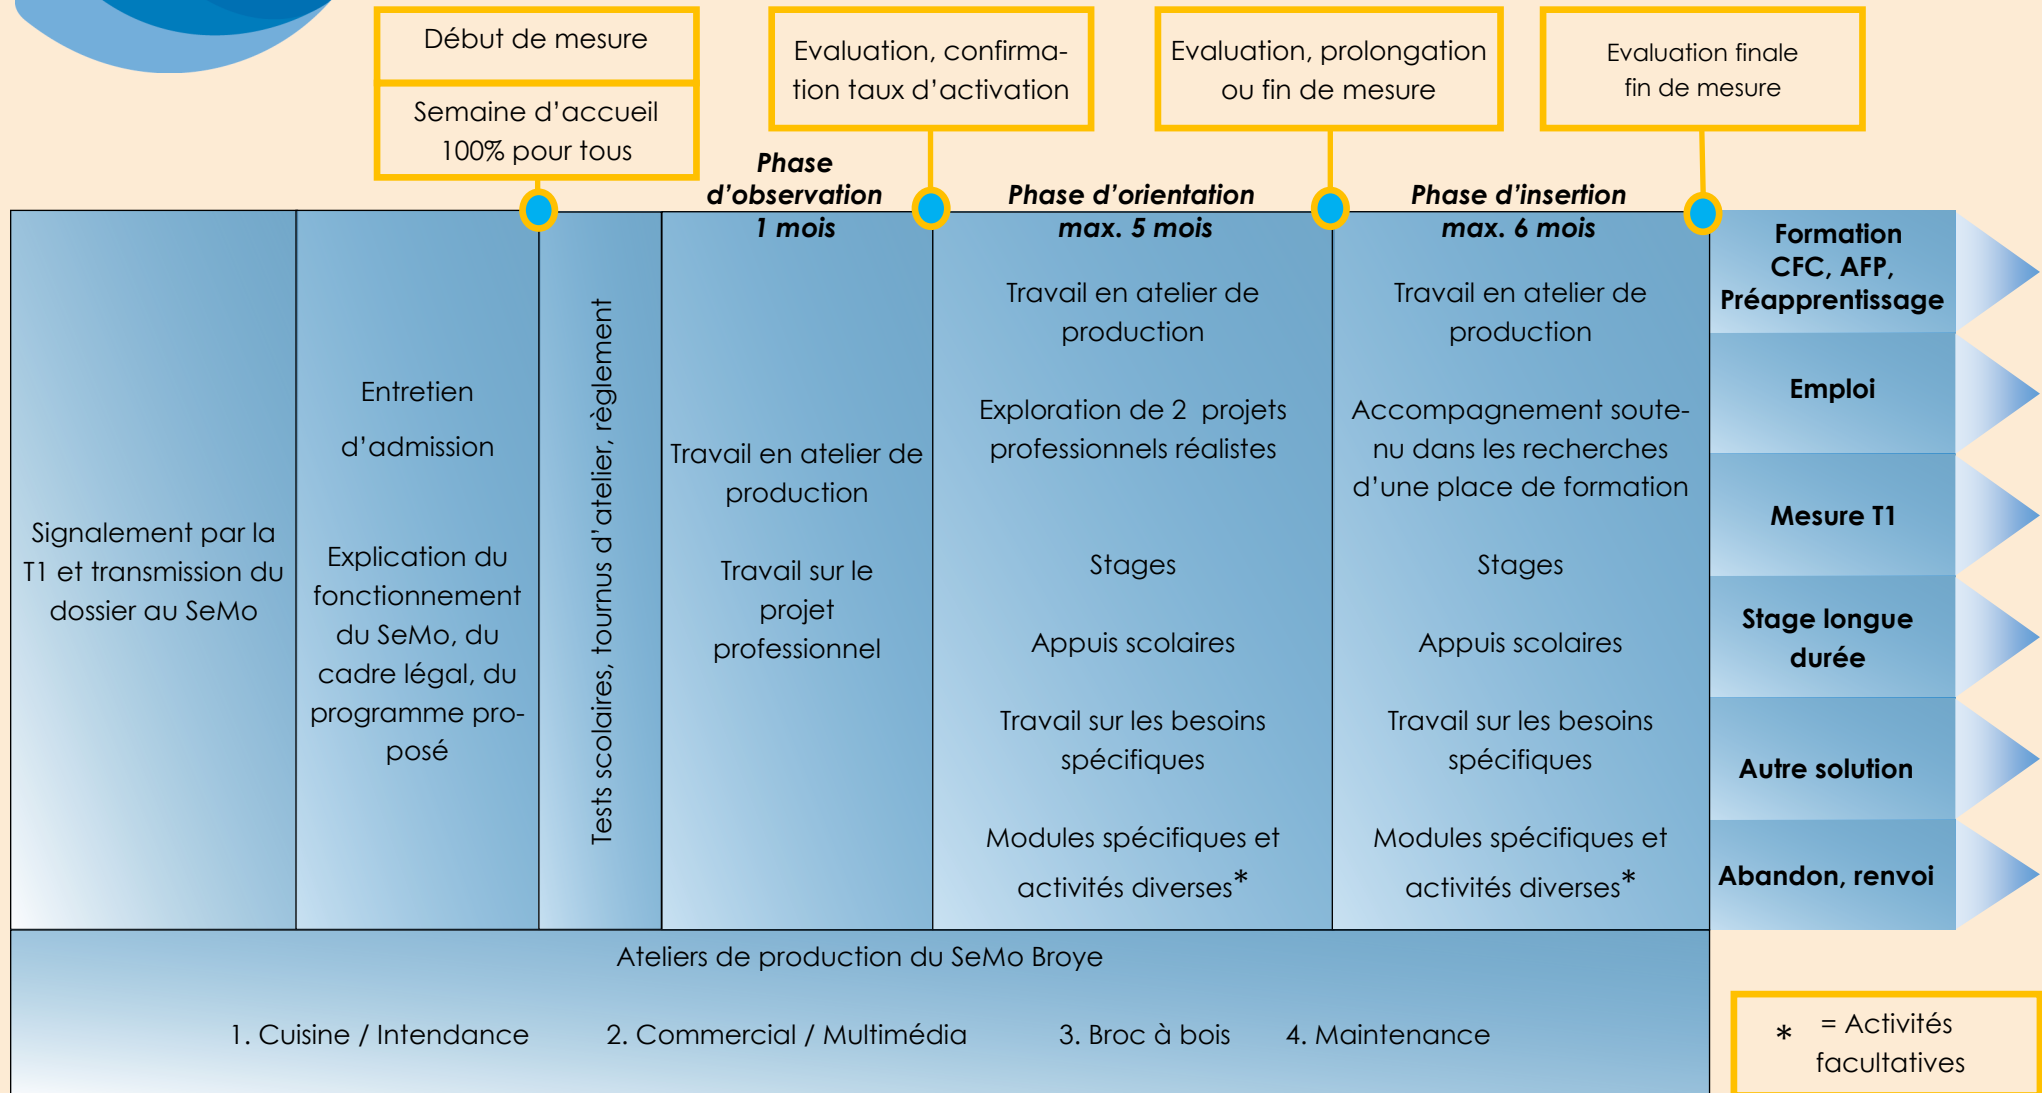 Début de mesure
Semaine d'accueil
100% pour tous
Evaluation, confirma-
tion taux d'activation
Evaluation, prolongation
ou fin de mesure
Evaluation finale
fin de mesure
Signalement par la
T1 et transmission du
dossier au SeMo
Entretien
d'admission
Explication du
fonctionnement
du SeMo, du
cadre légal, du
programme pro-
posé
Tests scolaires, tournus d'atelier, règlement
Phase
d'observation
1 mois
Travail en atelier de
production
Travail sur le
projet
professionnel
Phase d'orientation
max. 5 mois
Travail en atelier de
production
Exploration de 2 projets
professionnels réalistes
Stages
Appuis scolaires
Travail sur les besoins
spécifiques
Modules spécifiques et
activités diverses*
Phase d'insertion
max. 6 mois
Travail en atelier de
production
Accompagnement soute-
nu dans les recherches
d'une place de formation
Stages
Appuis scolaires
Travail sur les besoins
spécifiques
Modules spécifiques et
activités diverses*
Formation
CFC, AFP,
Préapprentissage
Emploi
Mesure T1
Stage longue
durée
Autre solution
Abandon, renvoi
Ateliers de production du SeMo Broye
1. Cuisine / Intendance 2. Commercial / Multimédia 3. Broc à bois 4. Maintenance
* = Activités
facultatives